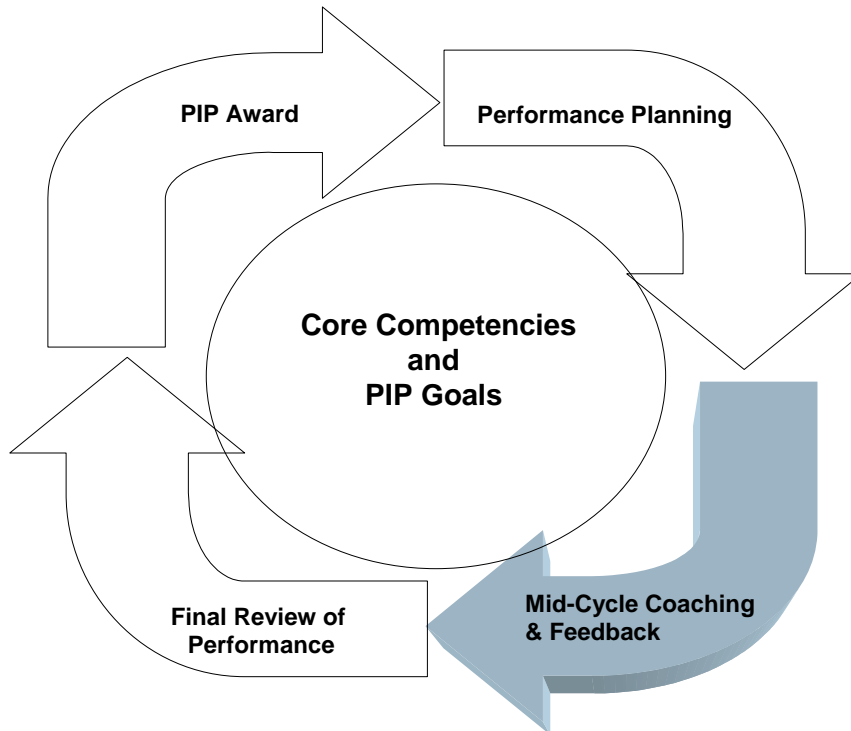 PIP Award
Performance Planning
Core Competencies
and
PIP Goals
Mid-Cycle Coaching
& Feedback
Final Review of
Performance